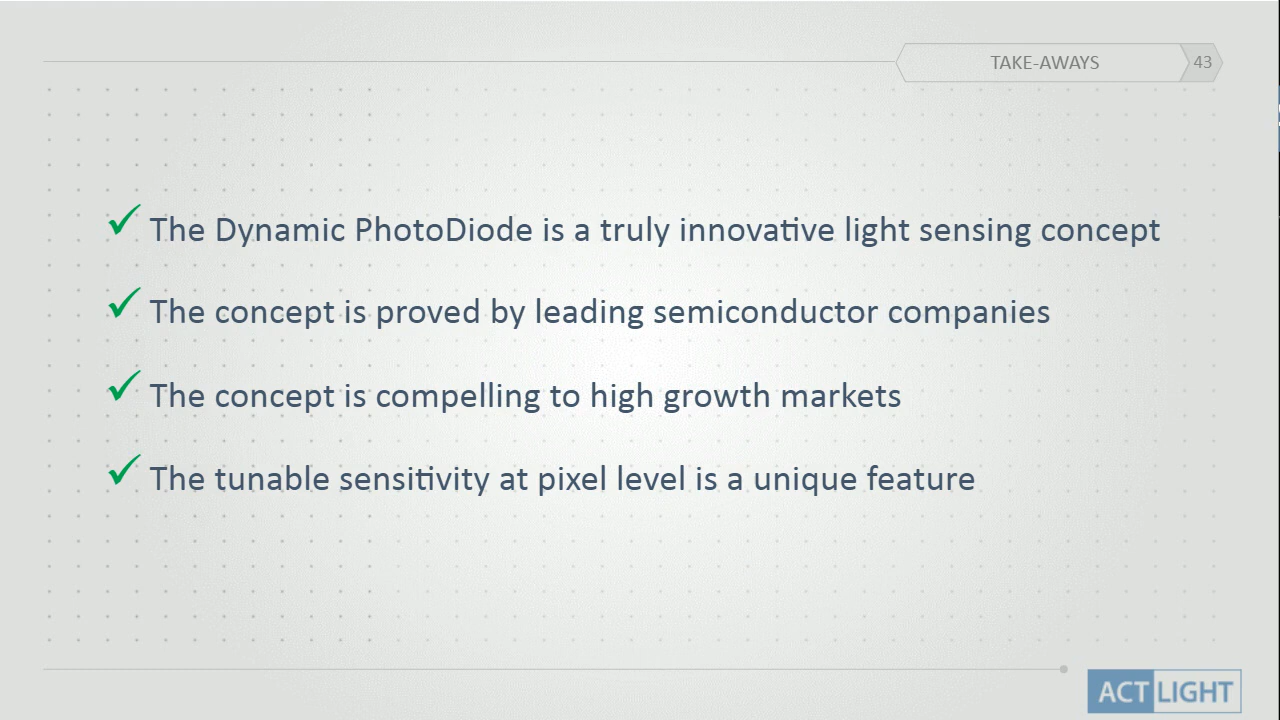 TAKE-AWAYS 43
The Dynamic PhotoDiode is a truly innovative light sensing concept
The concept is proved by leading semiconductor companies
The concept is compelling to high growth markets
The tunable sensitivity at pixel level is a unique feature
ACTLIGHT